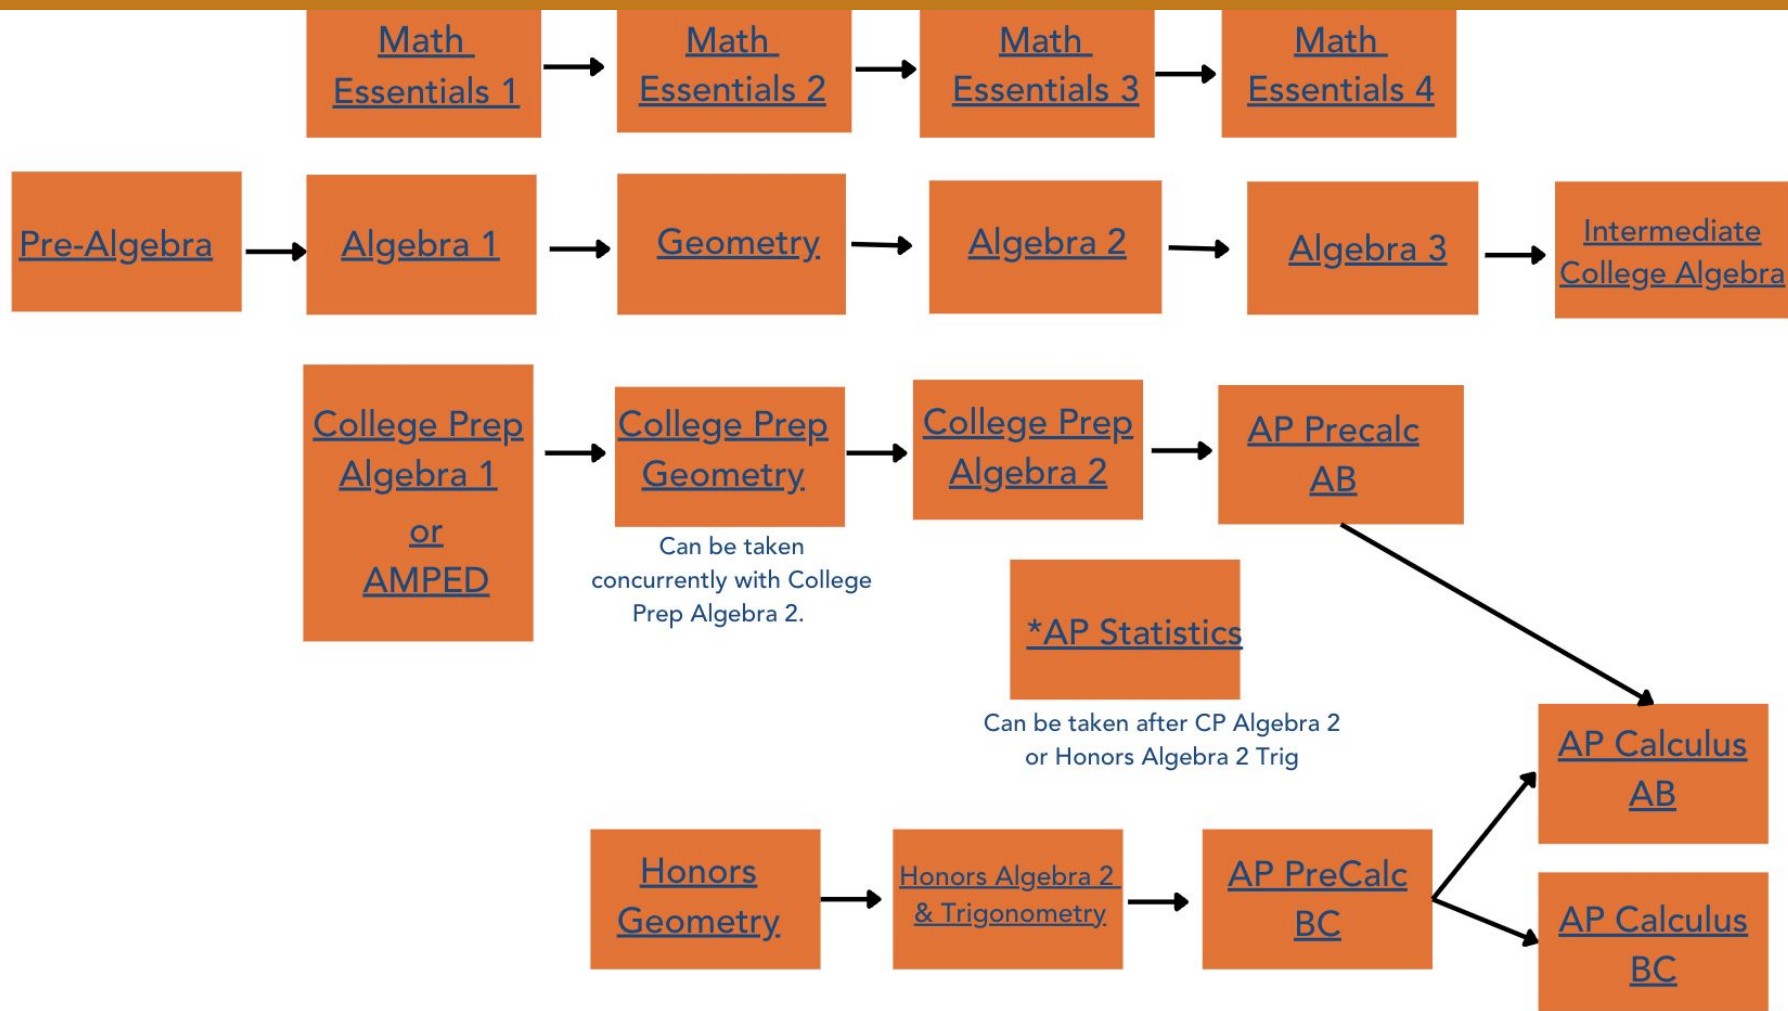 Math
Essentials 1
Math
Essentials 2
Math
Essentials 3
Math
Essentials 4
Pre-Algebra
Algebra 1
Geometry
Algebra 2
Algebra 3
Intermediate
College Algebra
College Prep
Algebra 1
or
AMPED
College Prep
Geometry
Can be taken
concurrently with College
Prep Algebra 2.
College Prep
Algebra 2
AP Precalc
AB
*AP Statistics
Can be taken after CP Algebra 2
or Honors Algebra 2 Trig
Honors
Geometry
Honors Algebra 2
& Trigonometry
AP PreCalc
BC
AP Calculus
AB
AP Calculus
BC